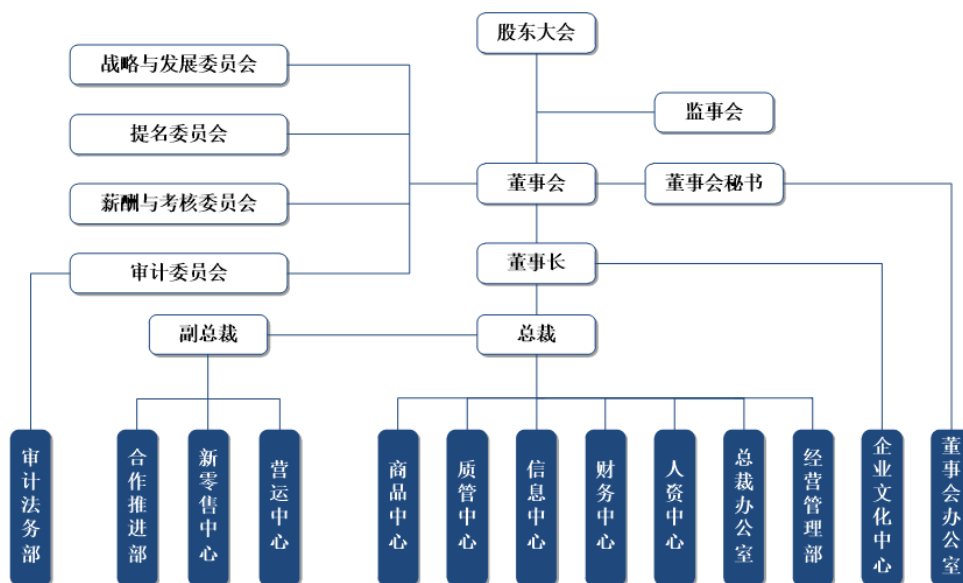 股东大会
战略与发展委员会
监事会
提名委员会
董事会
董事会秘书
薪酬与考核委员会
董事长
审计委员会
副总裁
总裁
审计法务部
合作推进部
新零售中心
营运中心
商品中心
质管中心
信息中心
财务中心
人资中心
总裁办公室
经营管理部
企业文化中心
董事会办公室